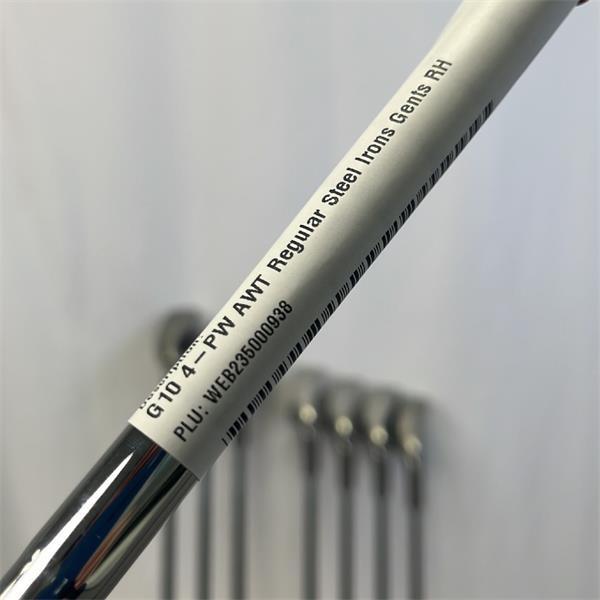 G10 4-PW AWT Regular Steel Irons Gents RH
PLU: WEB235000938